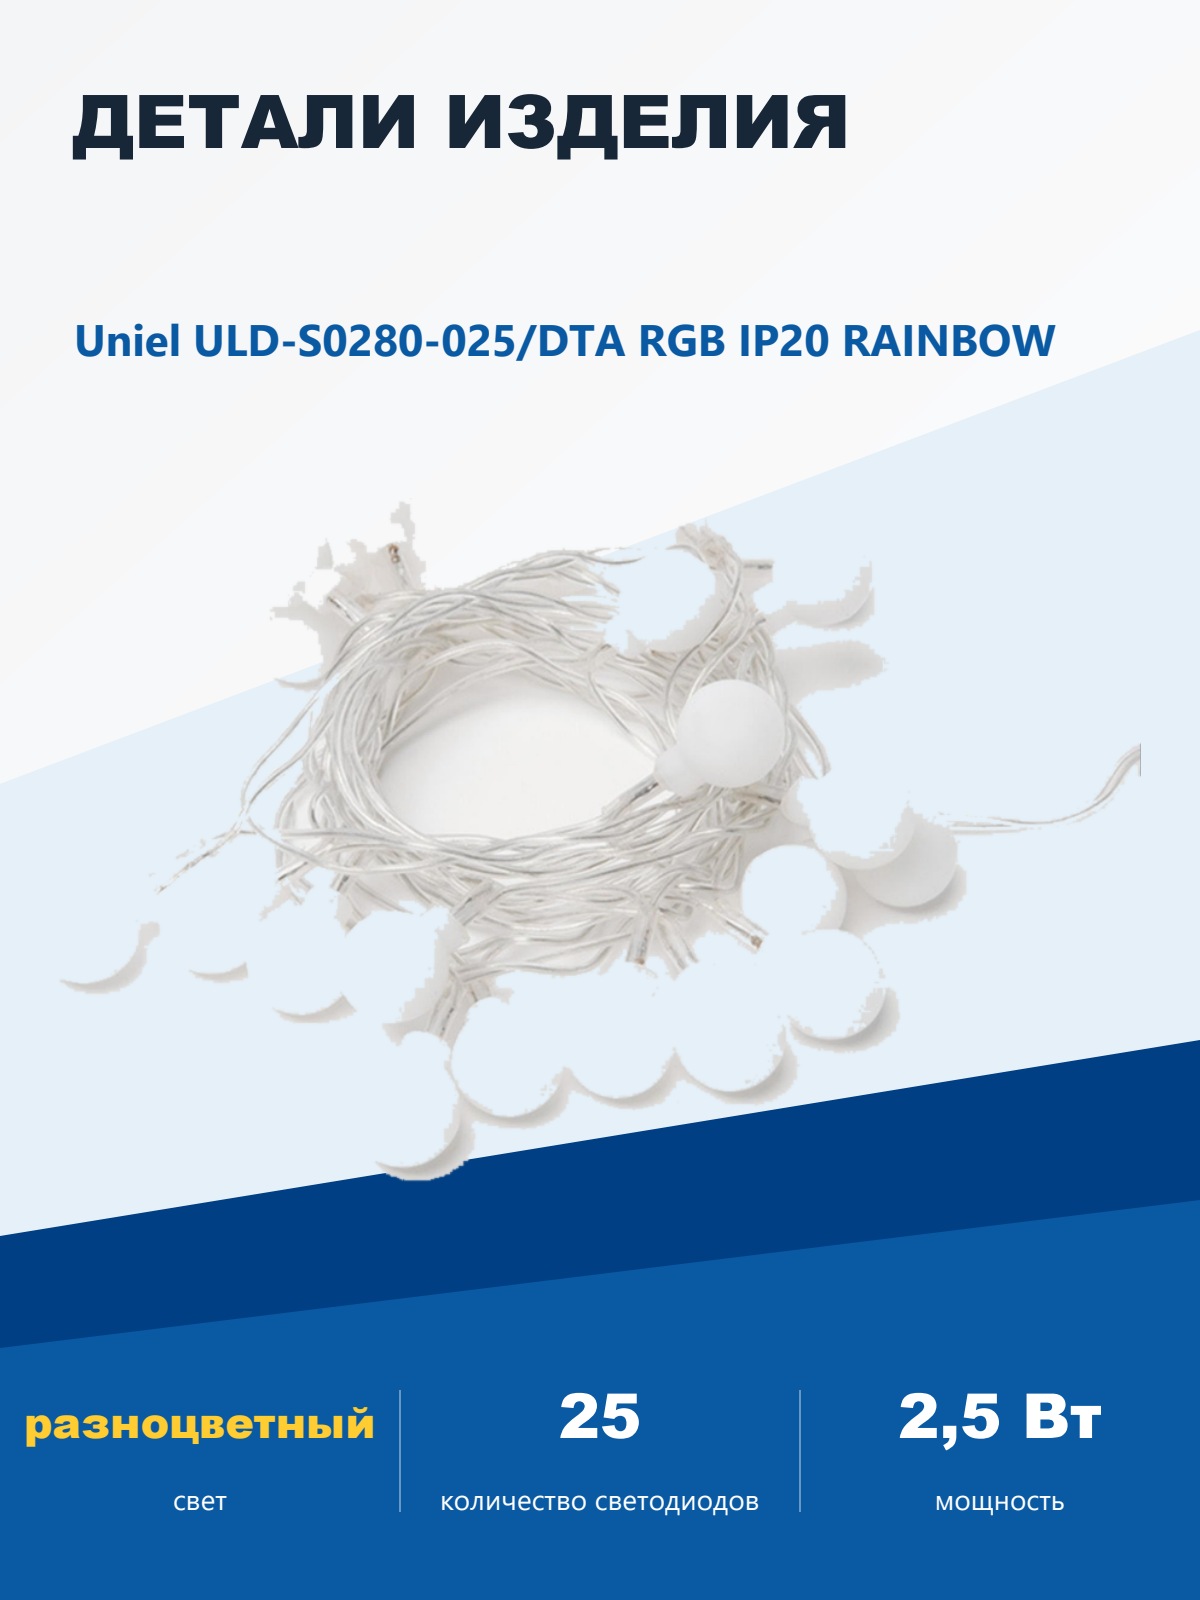 ДЕТАЛИ ИЗДЕЛИЯ
Uniel ULD-S0280-025/DTA RGB IP20 RAINBOW
разноцветный
свет
25
количество светодиодов
2,5 Вт
мощность